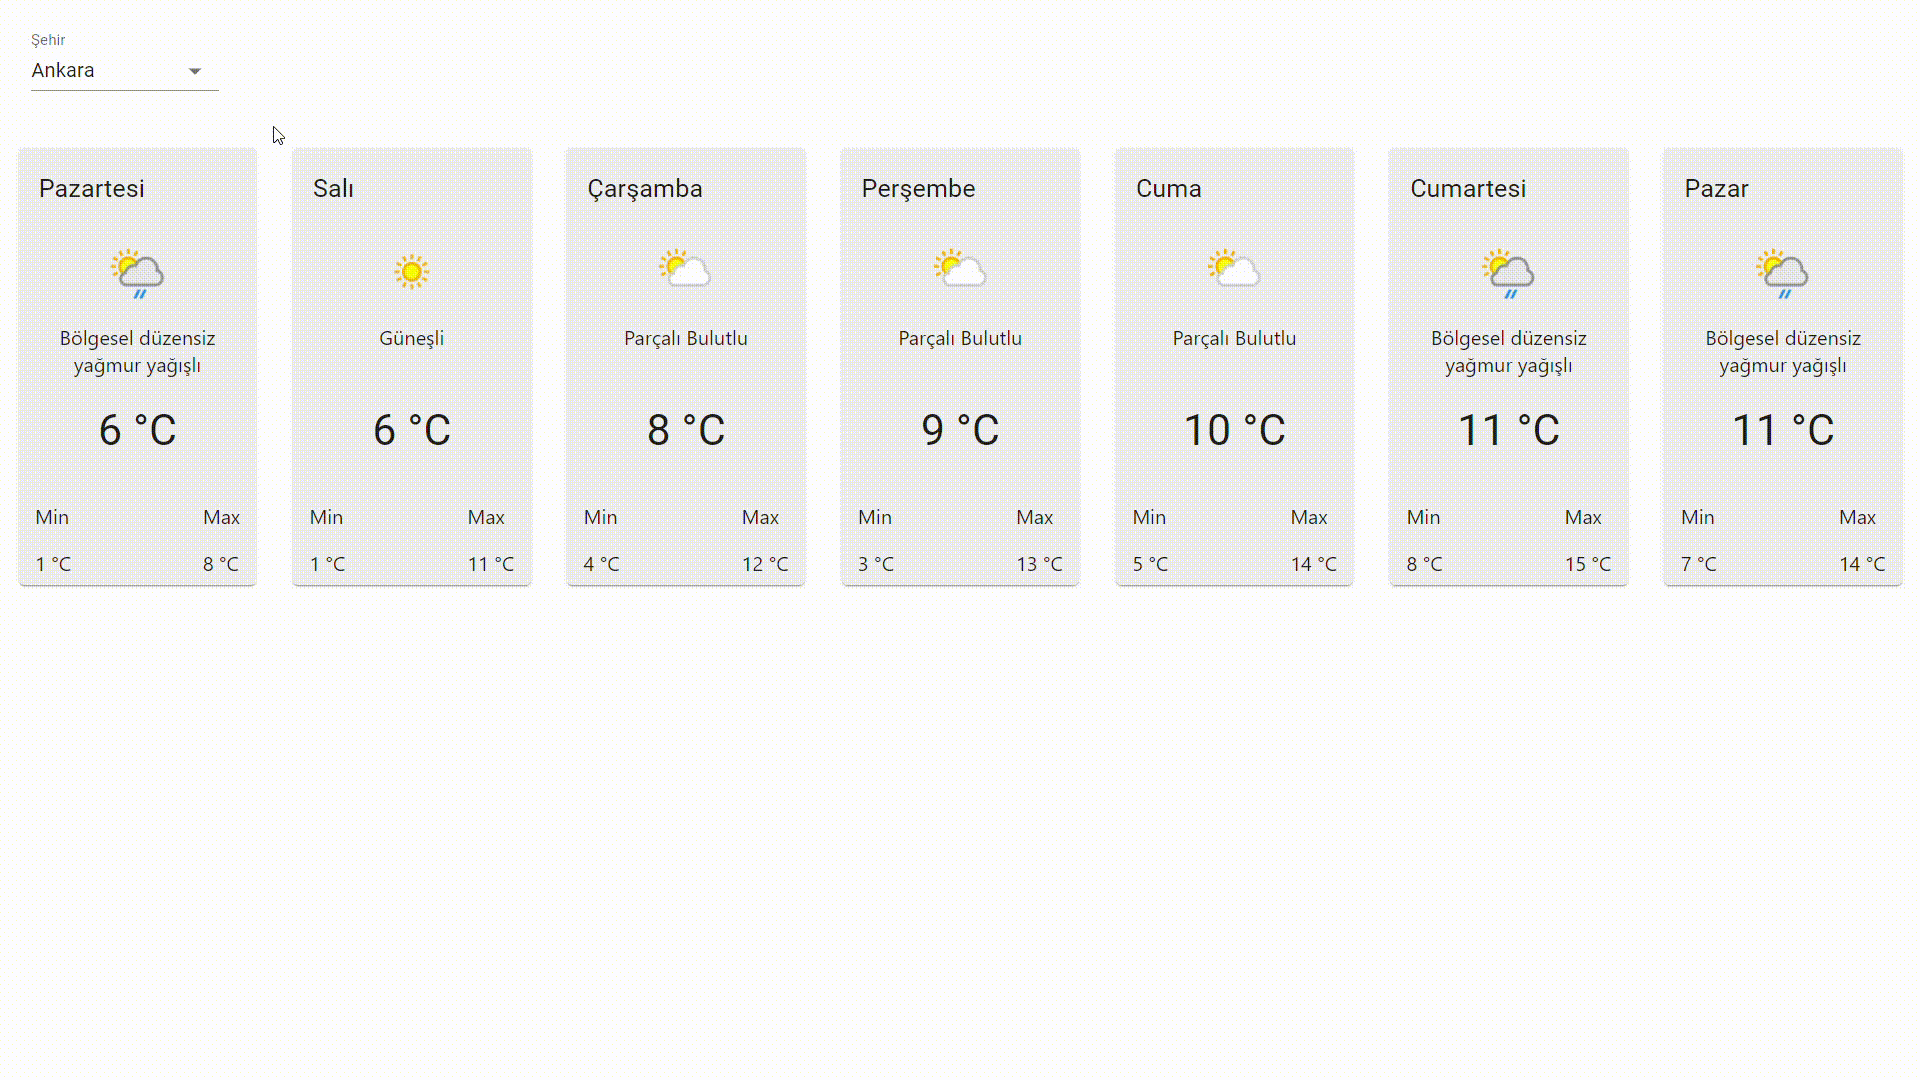 Şehir
Ankara
Pazartesi
Bölgesel düzensiz
yağmur yağışlı
6 °C
Min Max
1 °C 8 °C
Salı
Güneşli
6 °C
Min Max
1 °C 11 °C
Çarşamba
Parçalı Bulutlu
8 °C
Min Max
4 °C 12 °C
Perşembe
Parçalı Bulutlu
9 °C
Min Max
3 °C 13 °C
Cuma
Parçalı Bulutlu
10 °C
Min Max
5 °C 14 °C
Cumartesi
Bölgesel düzensiz
yağmur yağışlı
11 °C
Min Max
8 °C 15 °C
Pazar
Bölgesel düzensiz
yağmur yağışlı
11 °C
Min Max
7 °C 14 °C